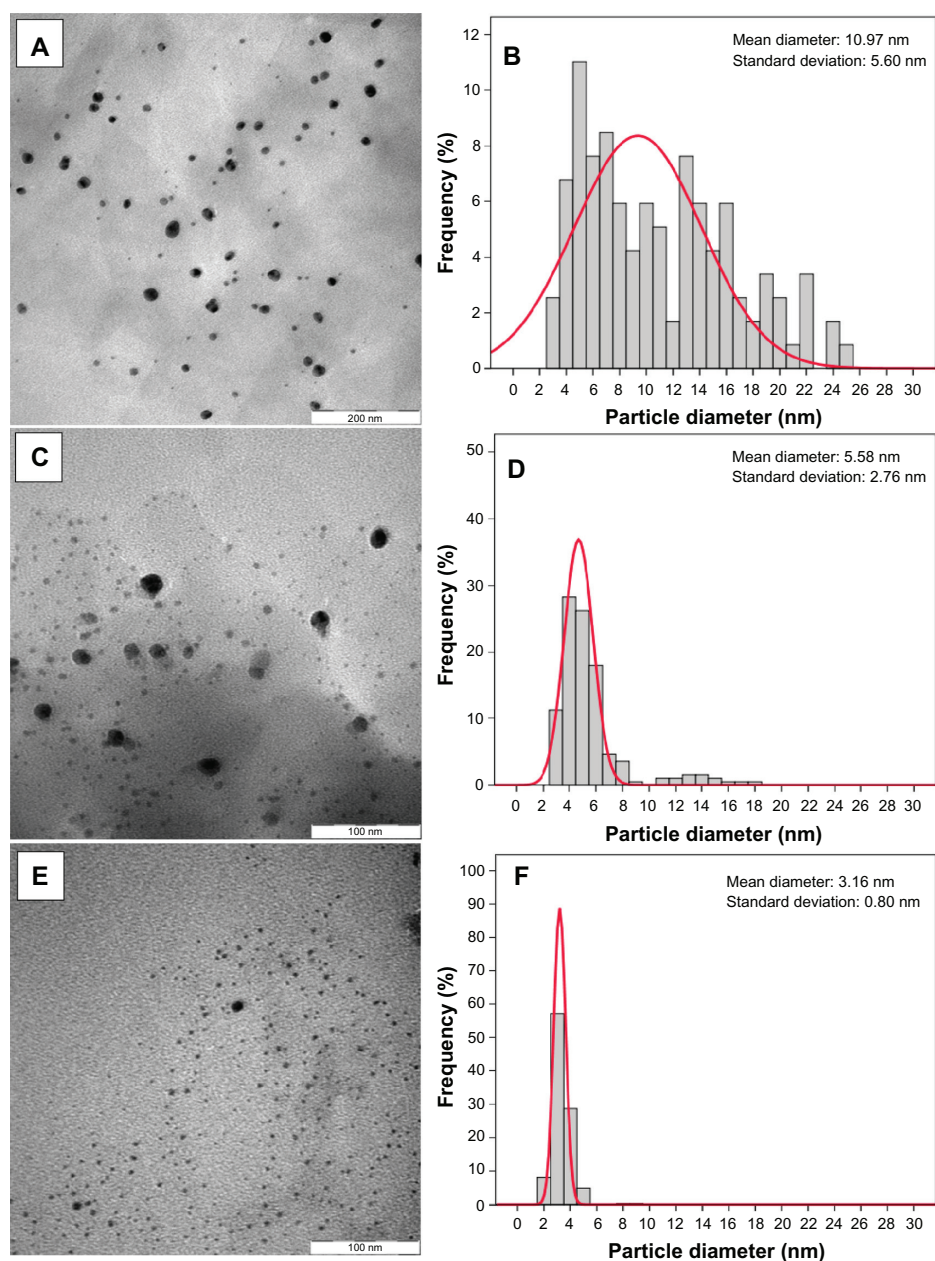 A
200 nm
B
Mean diameter: 10.97 nm
Standard deviation: 5.60 nm
Frequency (%)
12
10
8
6
4
2
0
0 2 4 6 8 10 12 14 16 18 20 22 24 26 28 30
Particle diameter (nm)
C
100 nm
D
Mean diameter: 5.58 nm
Standard deviation: 2.76 nm
Frequency (%)
50
40
30
20
10
0
0 2 4 6 8 10 12 14 16 18 20 22 24 26 28 30
Particle diameter (nm)
E
100 nm
F
Mean diameter: 3.16 nm
Standard deviation: 0.80 nm
Frequency (%)
100
90
80
70
60
50
40
30
20
10
0
0 2 4 6 8 10 12 14 16 18 20 22 24 26 28 30
Particle diameter (nm)